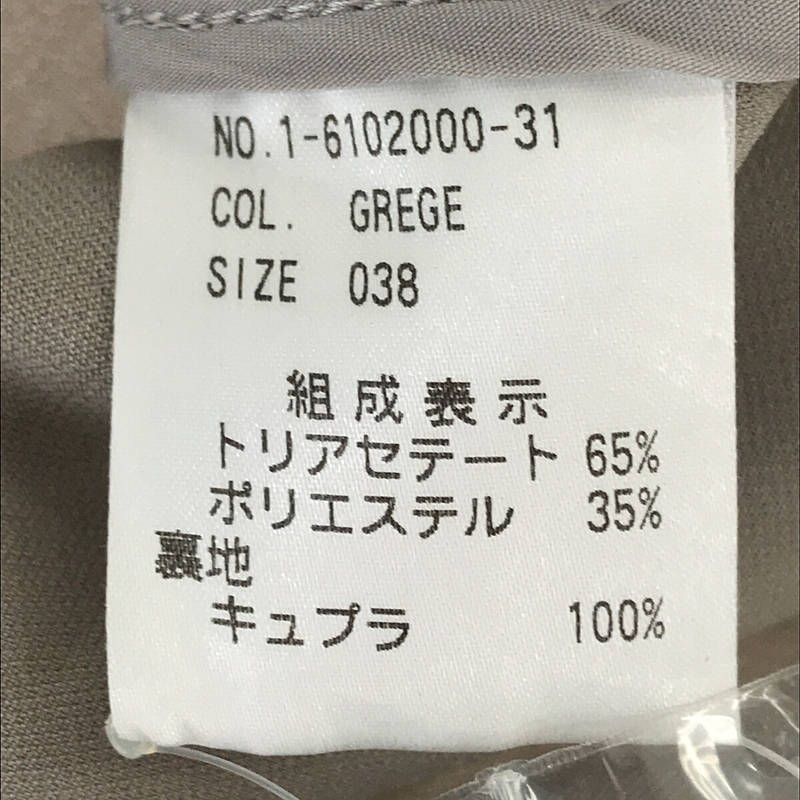 NO.1-6102000-31
COL. GREGE
SIZE 038
組成表示
トリアセテート 65%
ポリエステル 35%
裏地
キュプラ 100%